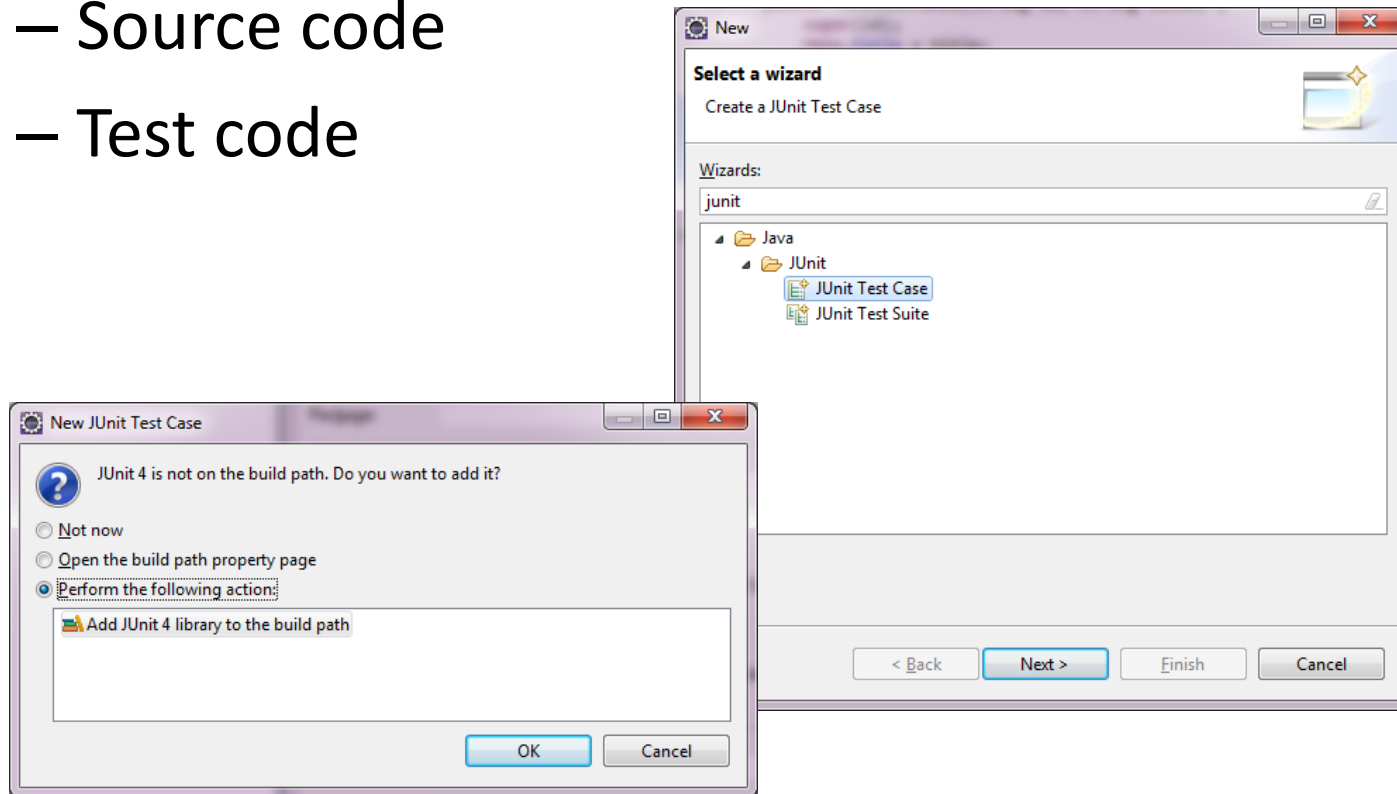 – Source code
– Test code
New
Select a wizard
Create a JUnit Test Case
Wizards:
junit
Java
JUnit
JUnit Test Case
JUnit Test Suite
< Back
Next >
Finish
Cancel
New JUnit Test Case
JUnit 4 is not on the build path. Do you want to add it?
Not now
Open the build path property page
Perform the following action:
Add JUnit 4 library to the build path
OK
Cancel